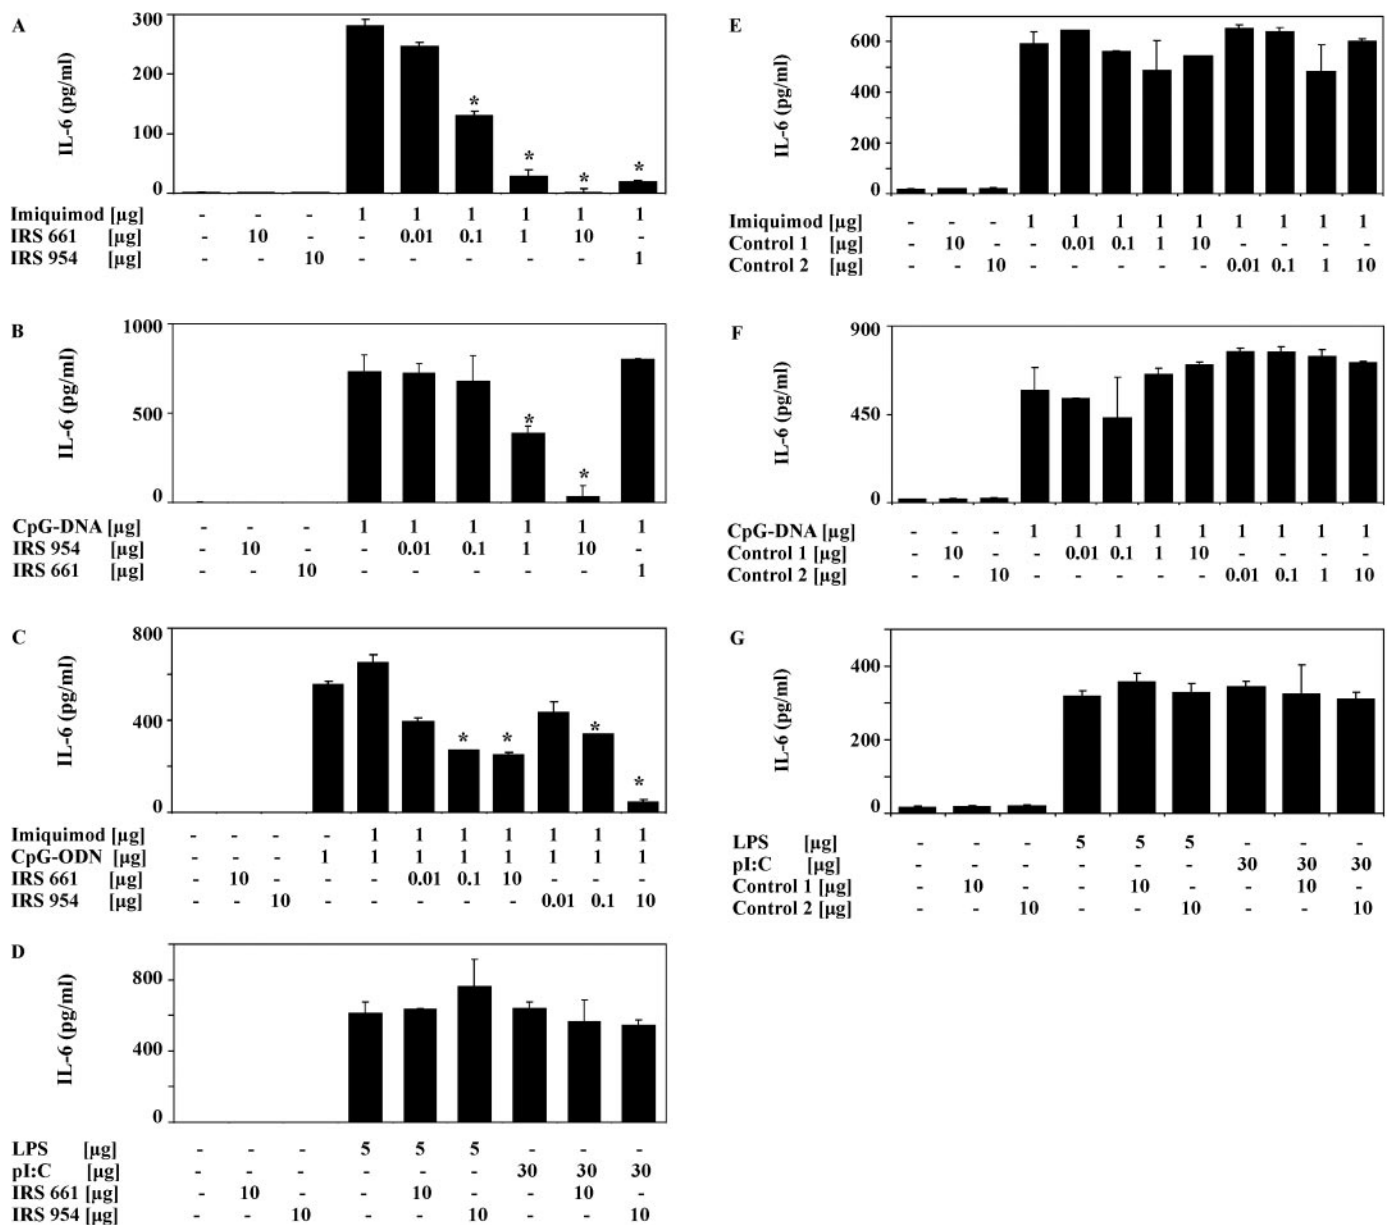 A
IL-6 (pg/ml)
300
200
100
0
*
*
*
*
Imiquimod [µg] - - - 1 1 1 1 1 1
IRS 661 [µg] - 10 - - 0.01 0.1 1 10 -
IRS 954 [µg] - - 10 - - - - - 1
B
IL-6 (pg/ml)
1000
500
0
*
*
CpG-DNA [µg] - - - 1 1 1 1 1 1
IRS 954 [µg] - 10 - - 0.01 0.1 1 10 -
IRS 661 [µg] - - 10 - - - - - 1
C
IL-6 (pg/ml)
800
400
0
*
*
*
*
Imiquimod [µg] - - - - 1 1 1 1 1 1 1
CpG-ODN [µg] - - - 1 1 1 1 1 1 1 1
IRS 661 [µg] - 10 - - - 0.01 0.1 10 - - -
IRS 954 [µg] - - 10 - - - - - 0.01 0.1 10
D
IL-6 (pg/ml)
800
400
0
LPS [µg] - - - 5 5 5 - - -
pI:C [µg] - - - - - - 30 30 30
IRS 661 [µg] - 10 - - 10 - - 10 -
IRS 954 [µg] - - 10 - - 10 - - 10
E
IL-6 (pg/ml)
600
400
200
0
Imiquimod [µg] - - - 1 1 1 1 1 1 1 1 1
Control 1 [µg] - 10 - - 0.01 0.1 1 10 - - - -
Control 2 [µg] - - 10 - - - - - 0.01 0.1 1 10
F
IL-6 (pg/ml)
900
450
0
CpG-DNA [µg] - - - 1 1 1 1 1 1 1 1 1
Control 1 [µg] - 10 - - 0.01 0.1 1 10 - - - -
Control 2 [µg] - - 10 - - - - - 0.01 0.1 1 10
G
IL-6 (pg/ml)
400
200
0
LPS [µg] - - - 5 5 5 - - -
pI:C [µg] - - - - - - 30 30 30
Control 1 [µg] - 10 - - 10 - - 10 -
Control 2 [µg] - - 10 - - 10 - - 10